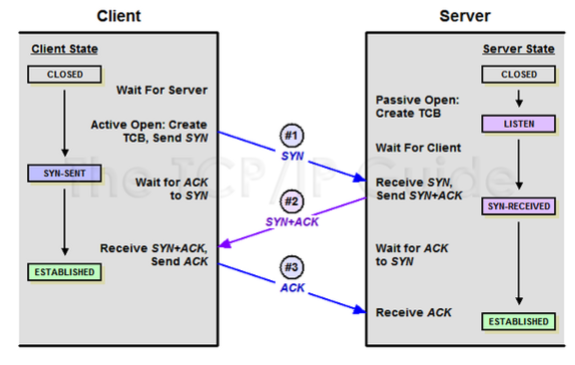 Client
Server
Client State
CLOSED
Wait For Server
Active Open: Create
TCB, Send SYN
SYN-SENT
Wait for ACK
to SYN
Receive SYN+ACK,
Send ACK
ESTABLISHED
#1
SYN
#2
SYN+ACK
#3
ACK
Server State
CLOSED
Passive Open:
Create TCB
LISTEN
Wait For Client
Receive SYN,
Send SYN+ACK
SYN-RECEIVED
Wait for ACK
to SYN
Receive ACK
ESTABLISHED
The TCP/IP Guide